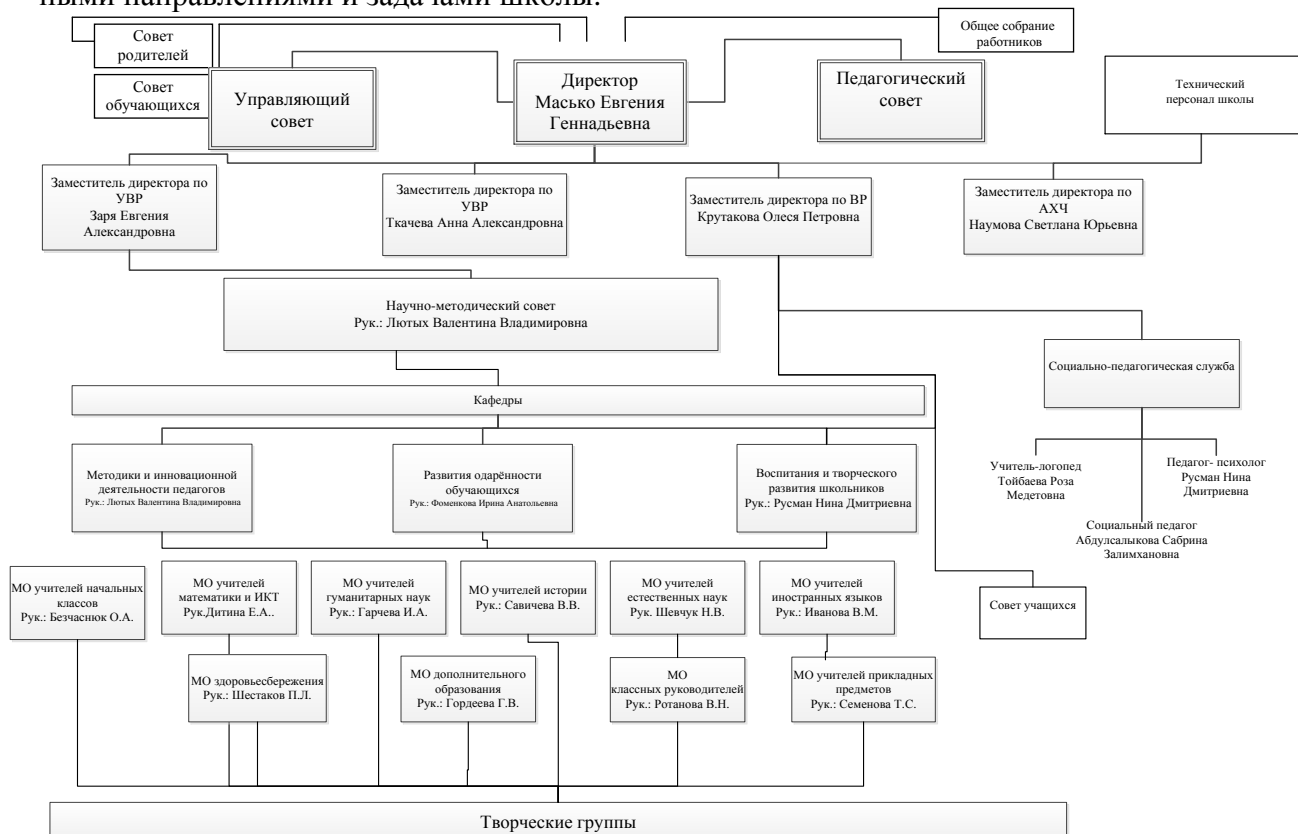 ными направлениями и задачами школы.
Совет
родителей
Общее собрание
работников
Совет
обучающихся
Управляющий
совет
Директор
Масько Евгения
Геннадьевна
Педагогический
совет
Технический
персонал школы
Заместитель директора по
УВР
Заря Евгения
Александровна
Заместитель директора по
УВР
Ткачева Анна Александровна
Заместитель директора по ВР
Крутакова Олеся Петровна
Заместитель директора по
АХЧ
Наумова Светлана Юрьевна
Научно-методический совет
Рук.: Лютых Валентина Владимировна
Социально-педагогическая служба
Кафедры
Методики и инновационной
деятельности педагогов
Рук.: Лютых Валентина Владимировна
Развития одарённости
обучающихся
Рук.: Фоменкова Ирина Анатольевна
Воспитания и творческого
развития школьников
Рук.: Русман Нина Дмитриевна
Учитель-логопед
Тойбаева Роза
Медетовна
Педагог- психолог
Русман Нина
Дмитриевна
Социальный педагог
Абдулсалыкова Сабрина
Залимхановна
МО учителей начальных
классов
Рук.: Безчаснюк О.А.
МО учителей
математики и ИКТ
Рук.Дитина Е.А..
МО учителей
гуманитарных наук
Рук.: Гарчева И.А.
МО учителей истории
Рук.: Савичева В.В.
МО учителей
естественных наук
Рук. Шевчук Н.В.
МО учителей
иностранных языков
Рук.: Иванова В.М.
Совет учащихся
МО здоровьесбережения
Рук.: Шестаков П.Л.
МО дополнительного
образования
Рук.: Гордеева Г.В.
МО
классных руководителей
Рук.: Ротанова В.Н.
МО учителей прикладных
предметов
Рук.: Семенова Т.С.
Творческие группы